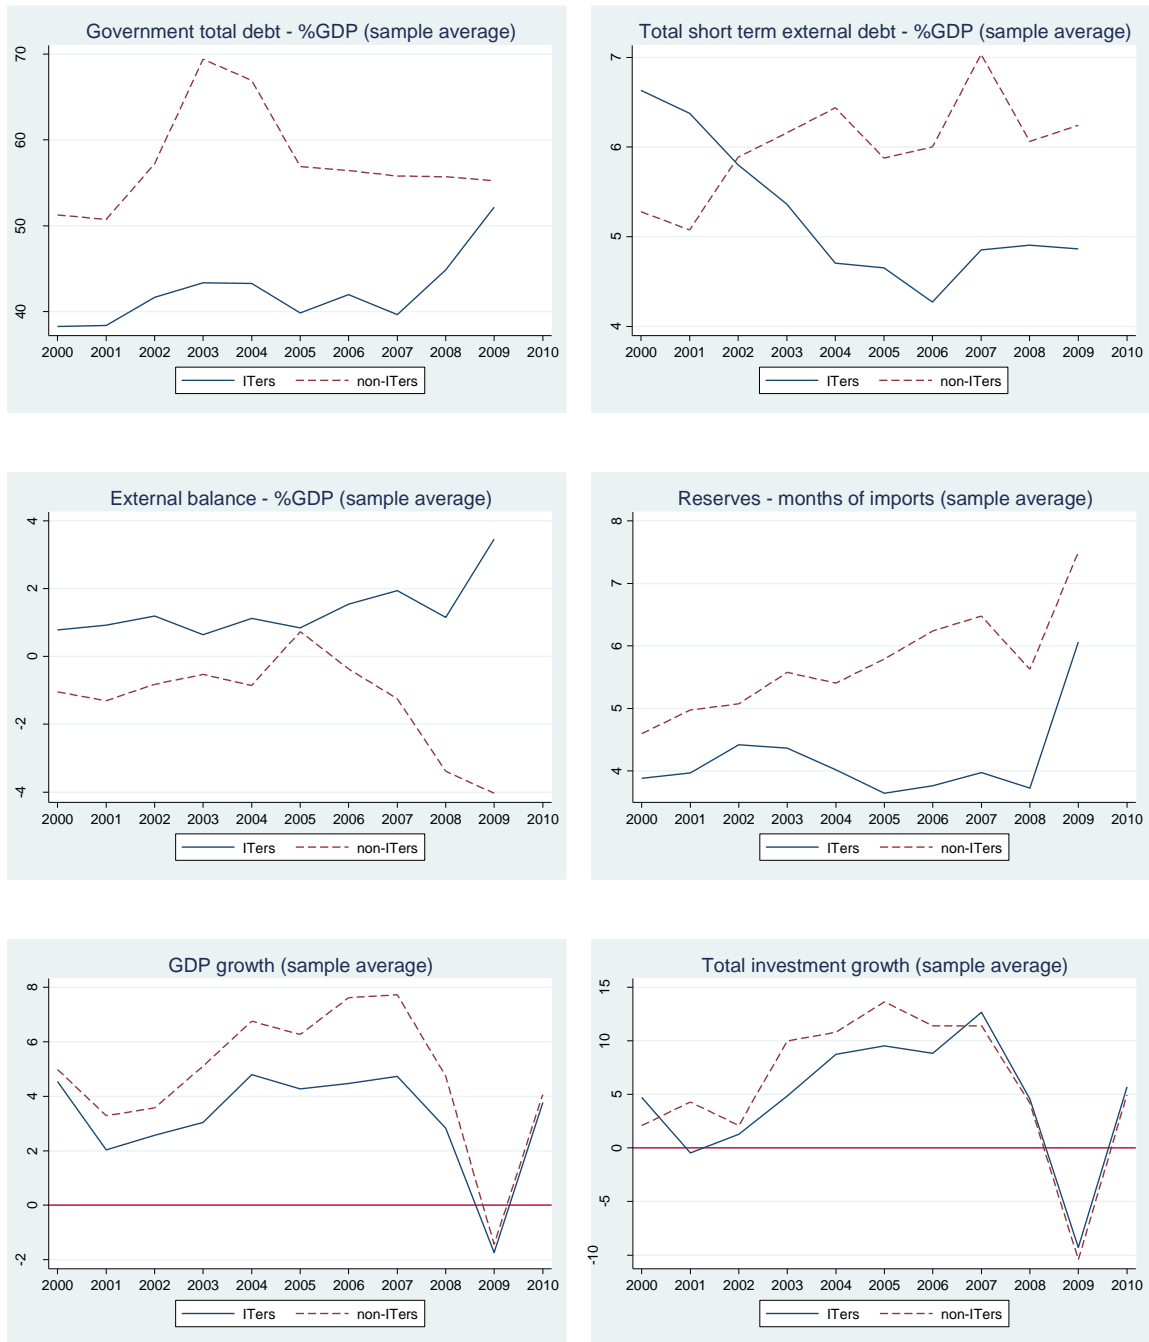 Government total debt - %GDP (sample average)
70
60
50
40
2000 2001 2002 2003 2004 2005 2006 2007 2008 2009 2010
ITers non-ITers
Total short term external debt - %GDP (sample average)
7
6
5
4
2000 2001 2002 2003 2004 2005 2006 2007 2008 2009 2010
ITers non-ITers
External balance - %GDP (sample average)
4
2
0
-2
-4
2000 2001 2002 2003 2004 2005 2006 2007 2008 2009 2010
ITers non-ITers
Reserves - months of imports (sample average)
8
7
6
5
4
2000 2001 2002 2003 2004 2005 2006 2007 2008 2009 2010
ITers non-ITers
GDP growth (sample average)
8
6
4
2
0
-2
2000 2001 2002 2003 2004 2005 2006 2007 2008 2009 2010
ITers non-ITers
Total investment growth (sample average)
15
10
5
0
-5
-10
2000 2001 2002 2003 2004 2005 2006 2007 2008 2009 2010
ITers non-ITers